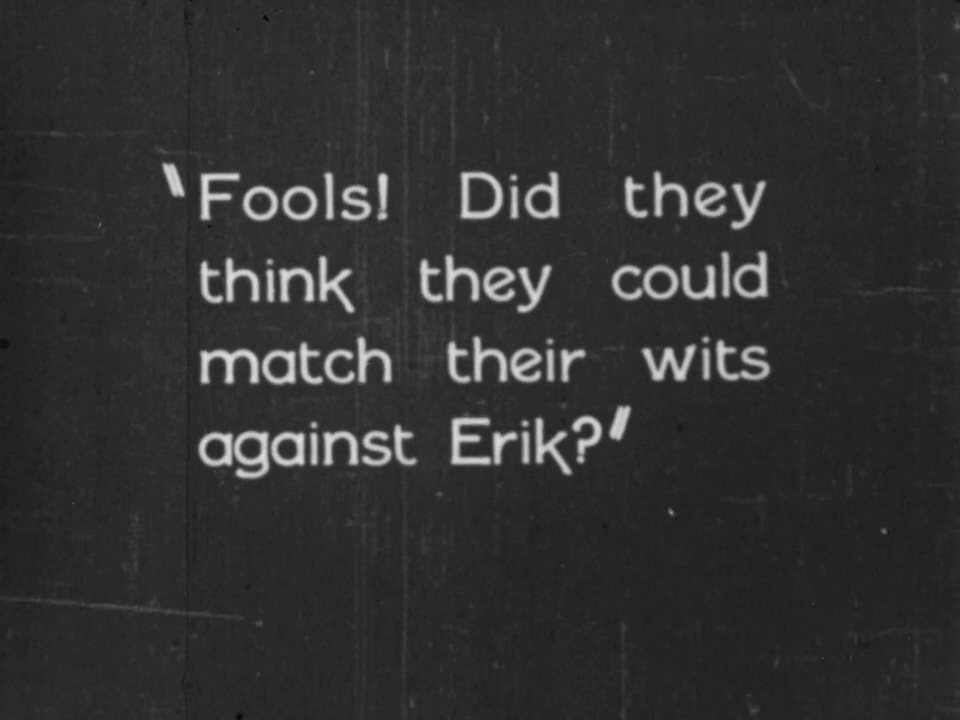 "Fools! Did they
think they could
match their wits
against Erik?"